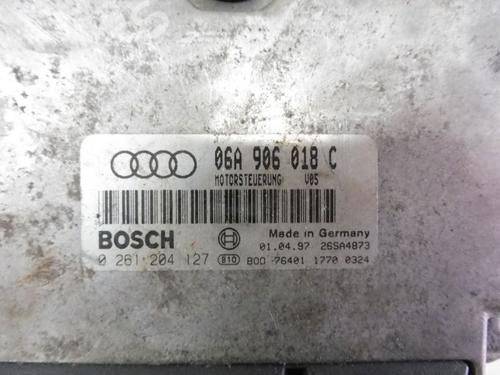 06A 906 018 C
MOTORSTEUERUNG V05
BOSCH
Made in Germany
01.04.97 26SA4873
0 261 204 127 810 B00 -76401 1770 0324